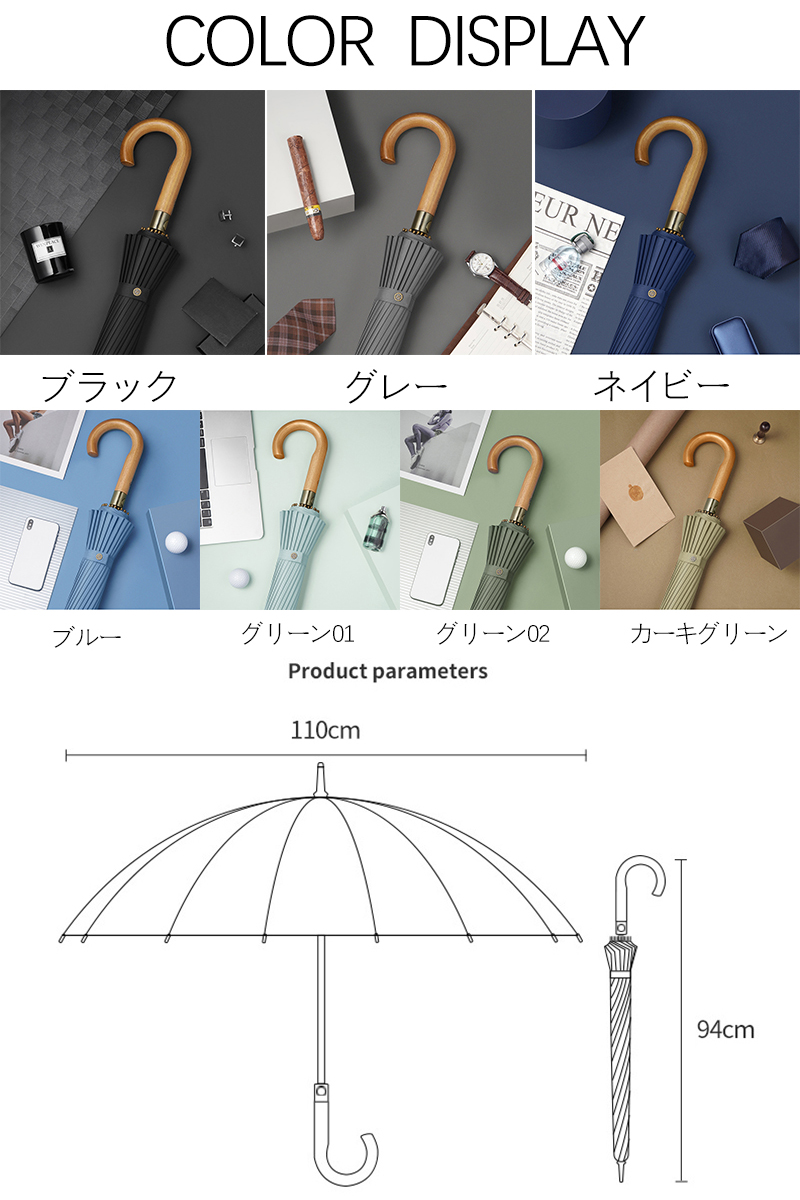 COLOR DISPLAY
EUR NE
ブラック
グレー
ネイビー
ブルー
グリーン01
グリーン02
カーキグリーン
Product parameters
110cm
94cm